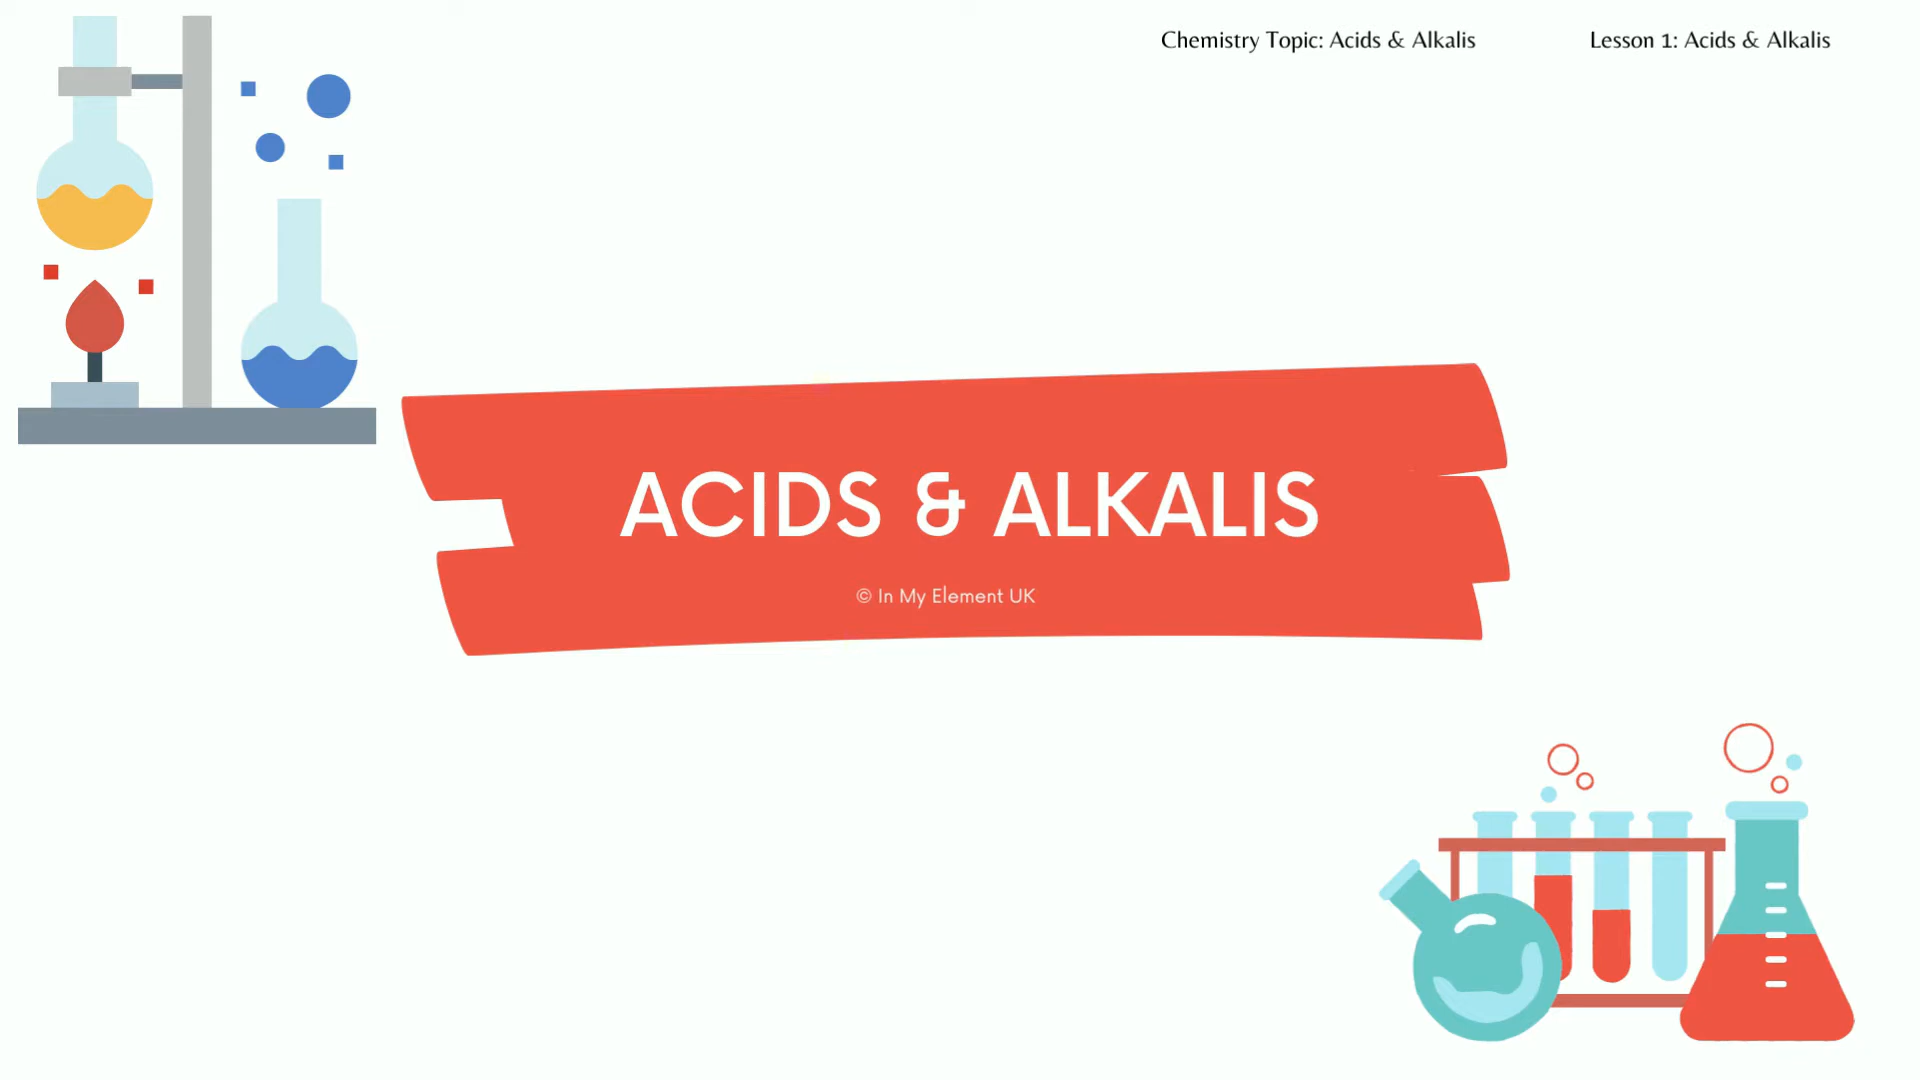 Chemistry Topic: Acids & Alkalis
Lesson 1: Acids & Alkalis
ACIDS & ALKALIS
© In My Element UK